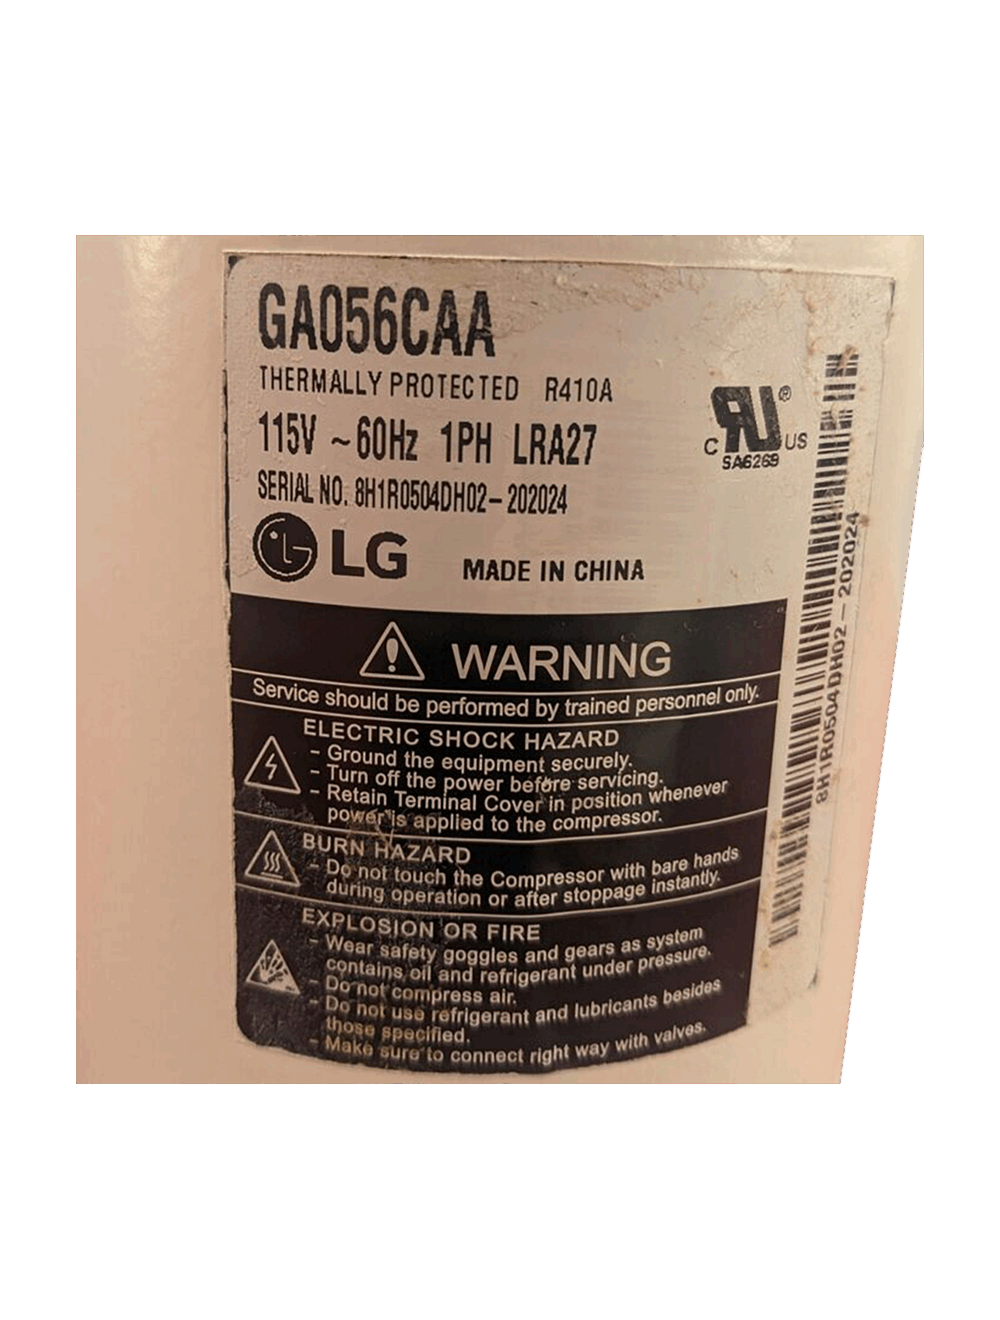 GA056CAA
THERMALLY PROTECTED R410A
115V ~60Hz 1PH LRA27
SERIAL NO. 8H1R0504DH02-202024
LG MADE IN CHINA
C RU ® US
SA6269
8H1R0504DH02-202024
WARNING
Service should be performed by trained personnel only.
ELECTRIC SHOCK HAZARD
- Ground the equipment securely.
- Turn off the power before servicing.
- Retain Terminal Cover in position whenever
power is applied to the compressor.
BURN HAZARD
- Do not touch the Compressor with bare hands
during operation or after stoppage instantly.
EXPLOSION OR FIRE
- Wear safety goggles and gears as system
contains oil and refrigerant under pressure.
- Do not compress air.
- Do not use refrigerant and lubricants besides
those specified.
- Make sure to connect right way with valves.